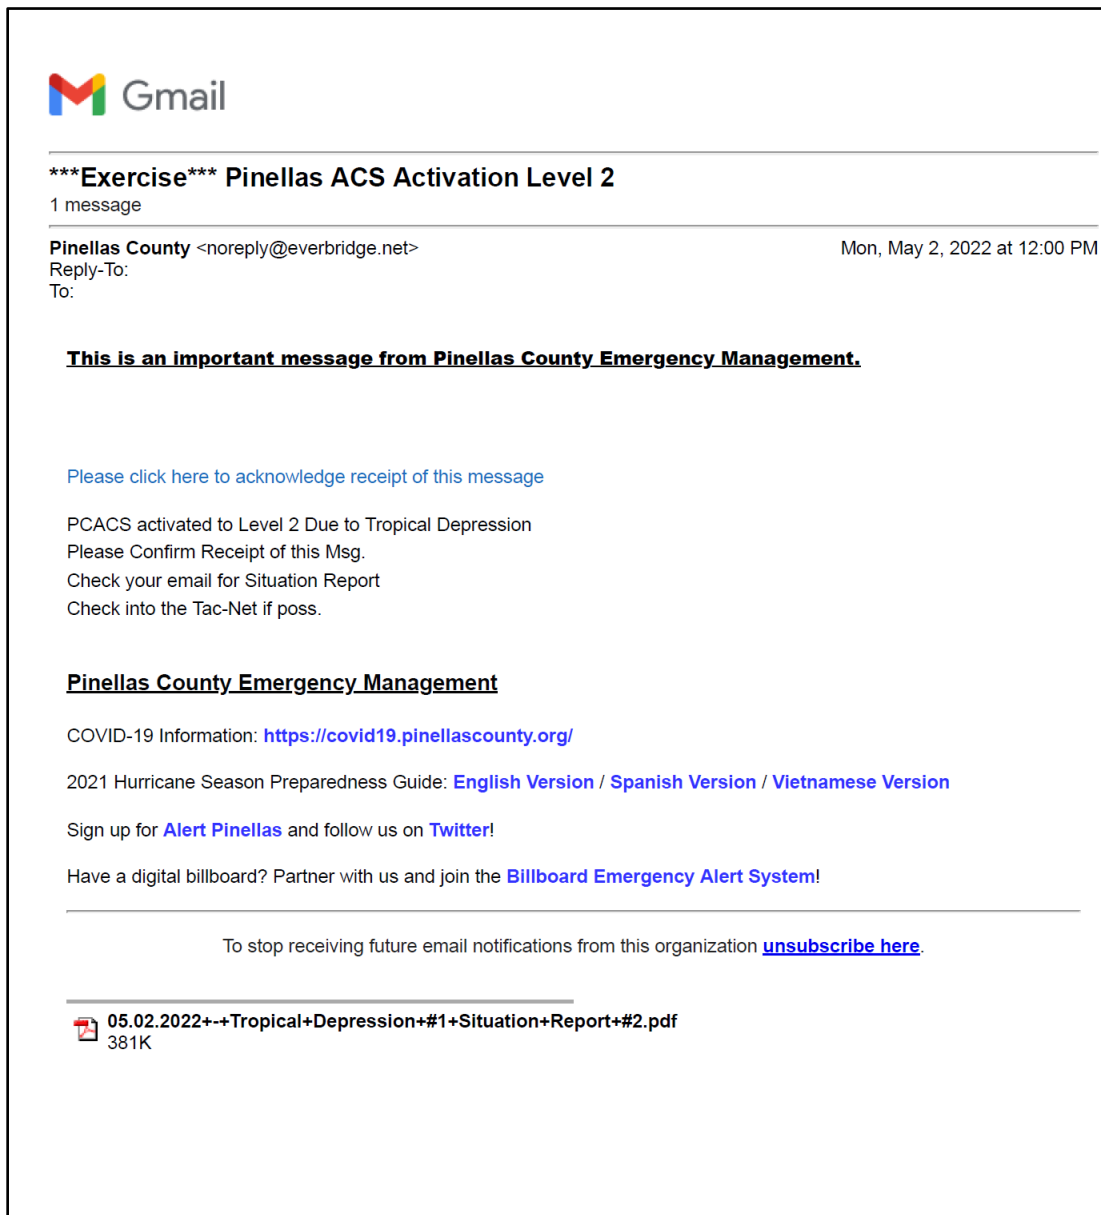 Gmail
***Exercise*** Pinellas ACS Activation Level 2
1 message
Pinellas County <noreply@everbridge.net> Mon, May 2, 2022 at 12:00 PM
Reply-To:
To:
This is an important message from Pinellas County Emergency Management.
Please click here to acknowledge receipt of this message
PCACS activated to Level 2 Due to Tropical Depression
Please Confirm Receipt of this Msg.
Check your email for Situation Report
Check into the Tac-Net if poss.
Pinellas County Emergency Management
COVID-19 Information: https://covid19.pinellascounty.org/
2021 Hurricane Season Preparedness Guide: English Version / Spanish Version / Vietnamese Version
Sign up for Alert Pinellas and follow us on Twitter!
Have a digital billboard? Partner with us and join the Billboard Emergency Alert System!
To stop receiving future email notifications from this organization unsubscribe here.
05.02.2022+-+Tropical+Depression+#1+Situation+Report+#2.pdf
381K